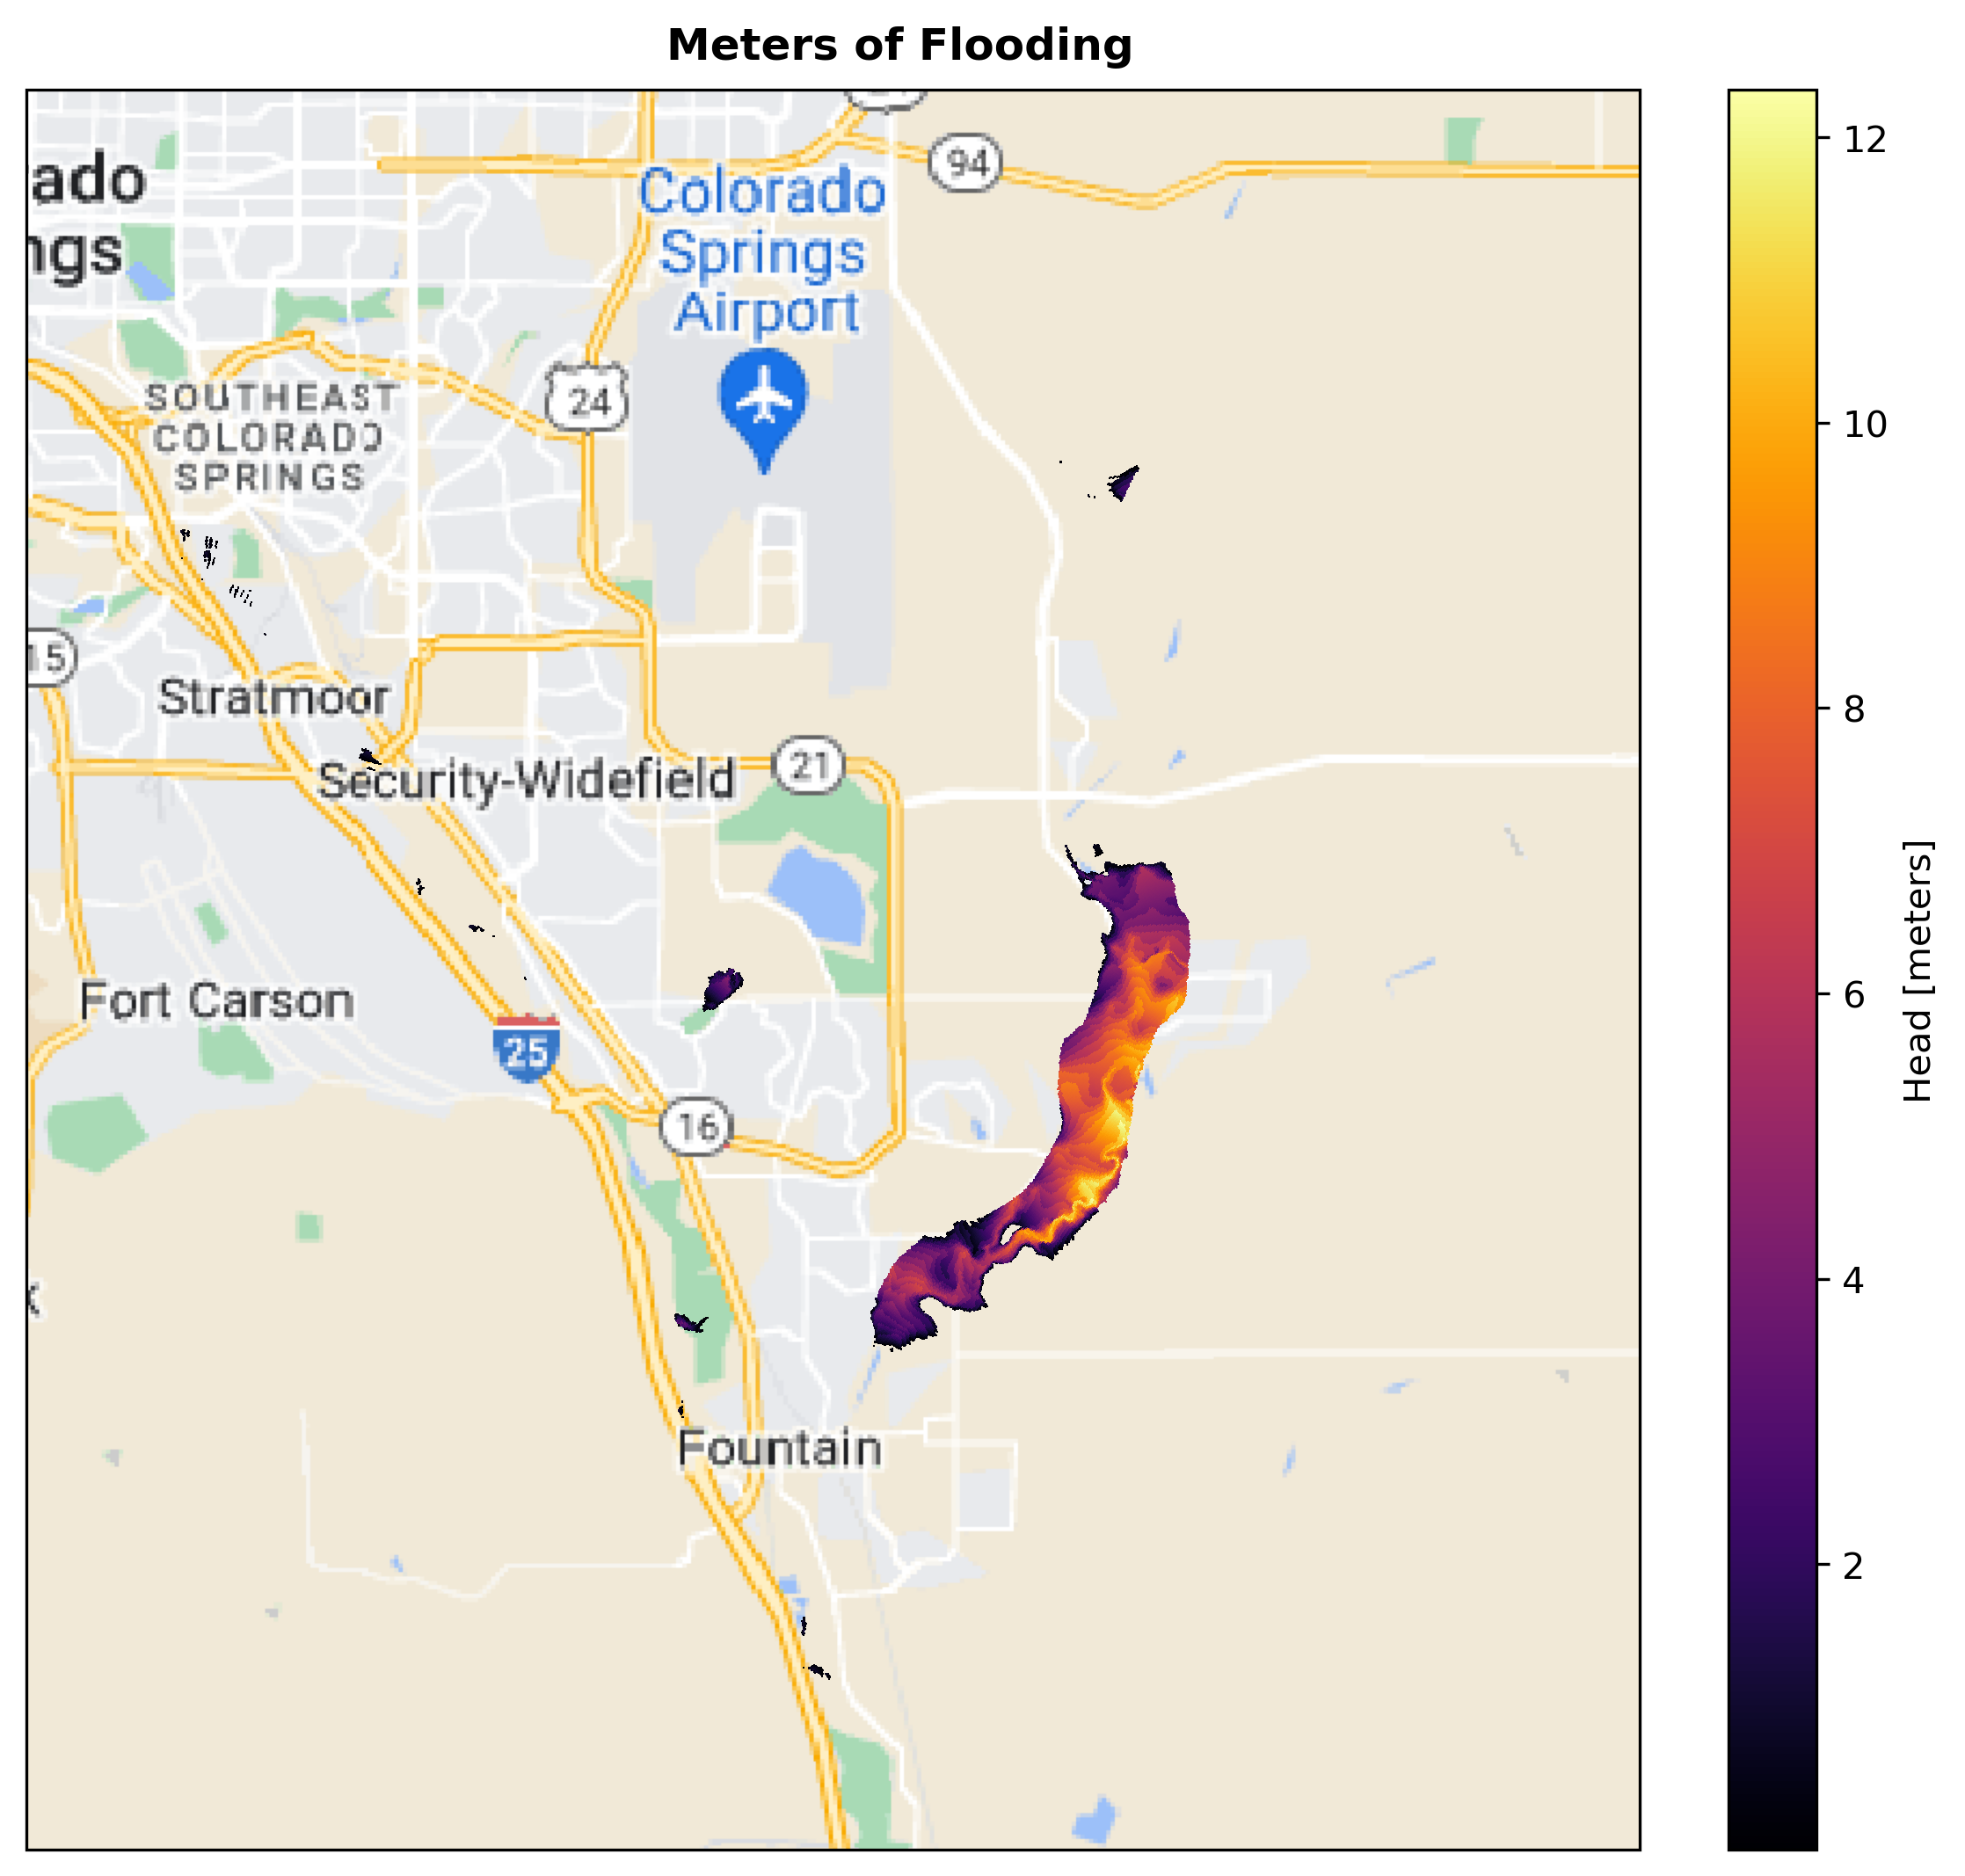 Meters of Flooding
94
ado
ngs
Colorado
Springs
Airport
24
SOUTHEAST
COLORADO
SPRINGS
15
Stratmoor
21
Security-Widefield
Fort Carson
25
16
Fountain
12
10
8
6
4
2
Head [meters]